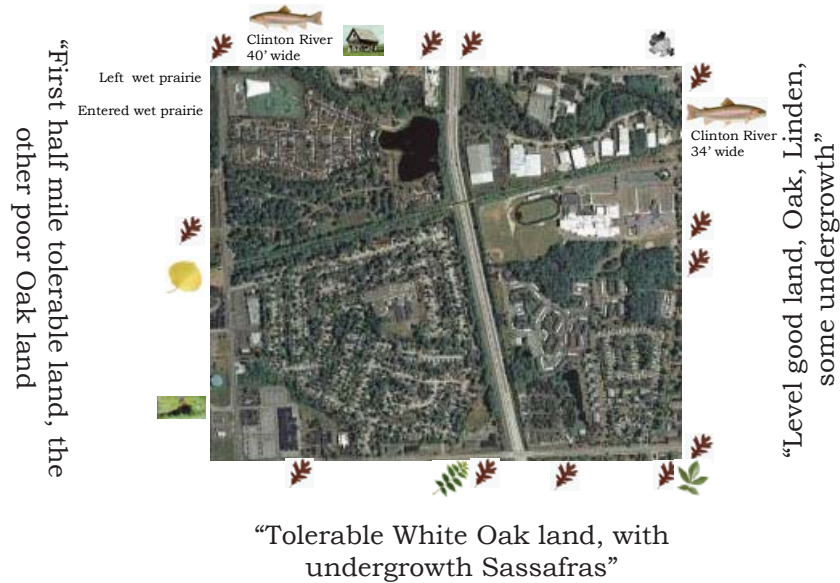 Clinton River
40’ wide
Left wet prairie
Entered wet prairie
“First half mile tolerable land, the
other poor Oak land
Clinton River
34’ wide
“Level good land, Oak, Linden,
some undergrowth”
“Tolerable White Oak land, with
undergrowth Sassafras”